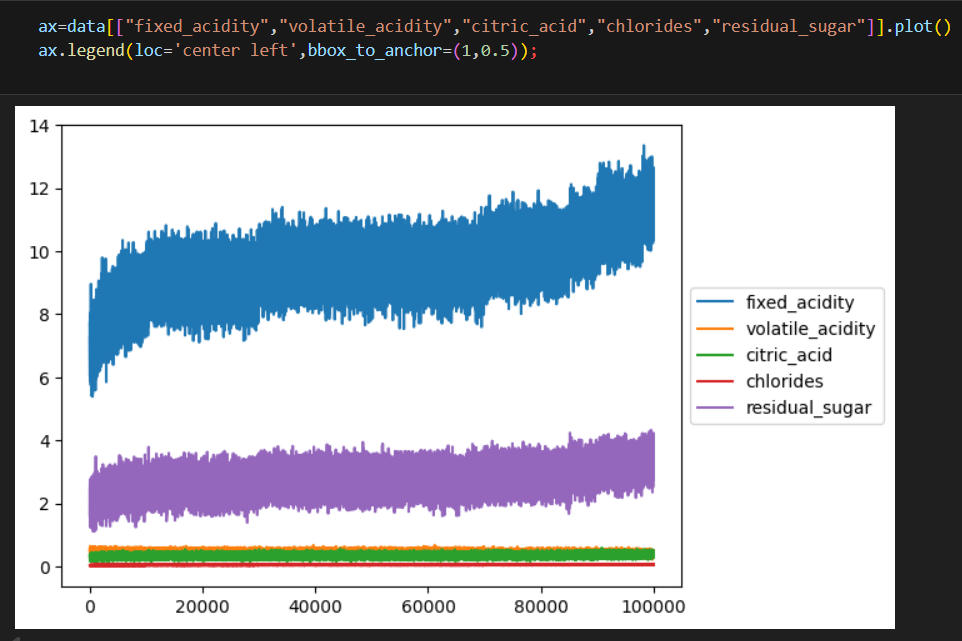 ax=data[["fixed_acidity","volatile_acidity","citric_acid","chlorides","residual_sugar"]].plot()
ax.legend(loc='center left',bbox_to_anchor=(1,0.5));
14
12
10
8
6
4
2
0
0 20000 40000 60000 80000 100000
fixed_acidity
volatile_acidity
citric_acid
chlorides
residual_sugar